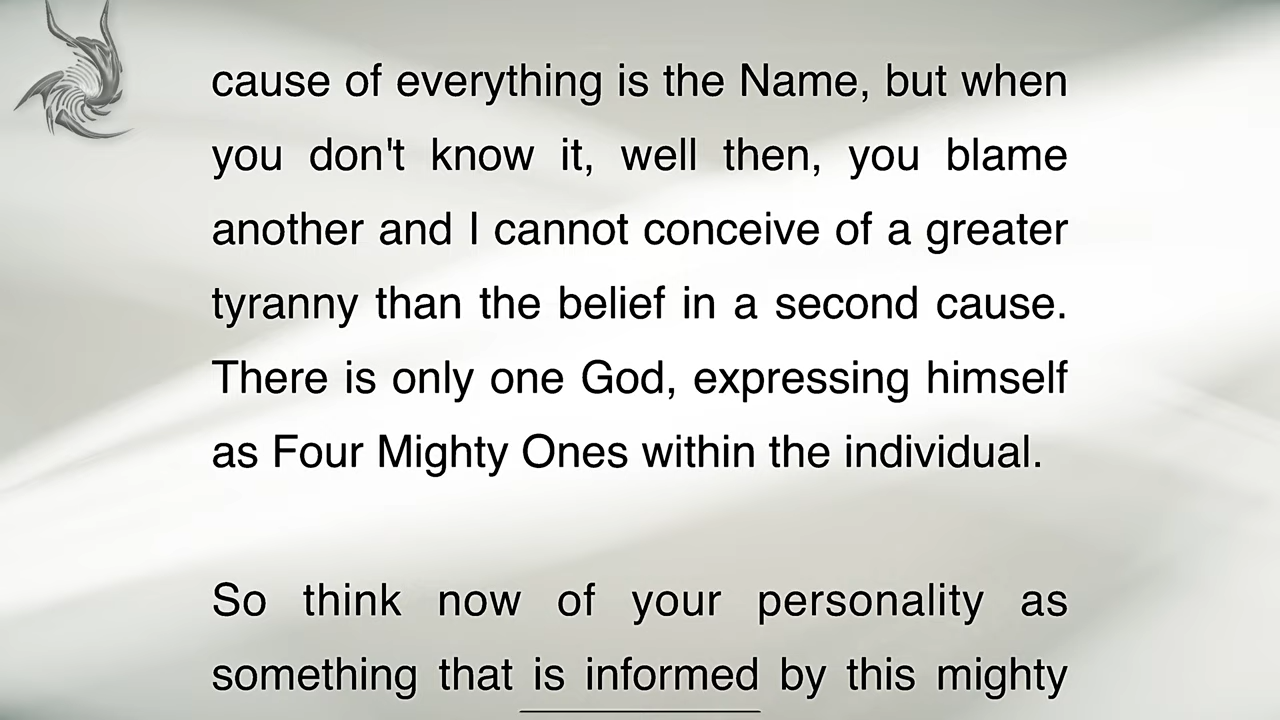 cause of everything is the Name, but when
you don't know it, well then, you blame
another and I cannot conceive of a greater
tyranny than the belief in a second cause.
There is only one God, expressing himself
as Four Mighty Ones within the individual.
So think now of your personality as
something that is informed by this mighty